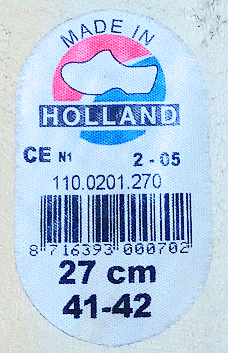 MADE IN
HOLLAND
CE N1 2 - 05
110.0201.270
8 716393 000702
27 cm
41-42